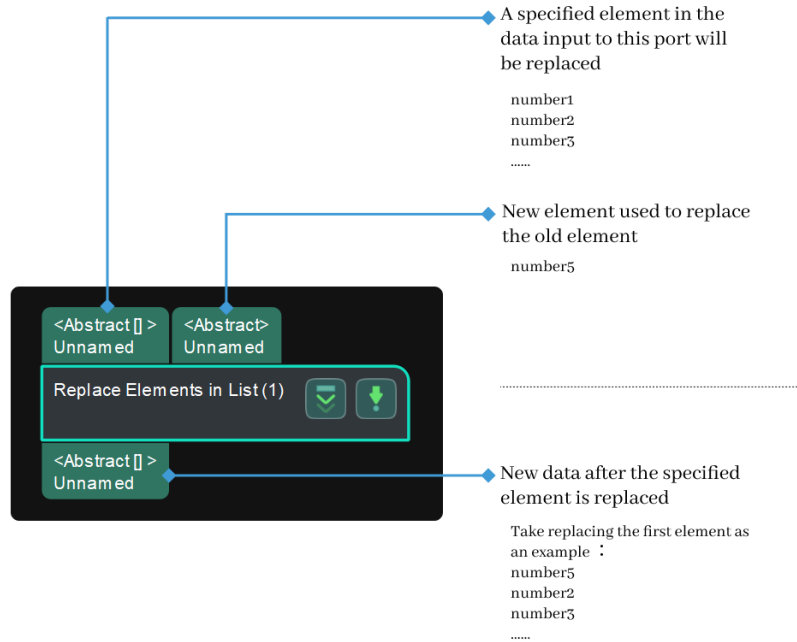 A specified element in the
data input to this port will
be replaced
number1
number2
number3
......
New element used to replace
the old element
number5
<Abstract [] >
Unnamed
<Abstract>
Unnamed
Replace Elements in List (1)
<Abstract [] >
Unnamed
New data after the specified
element is replaced
Take replacing the first element as
an example：
number5
number2
number3
......